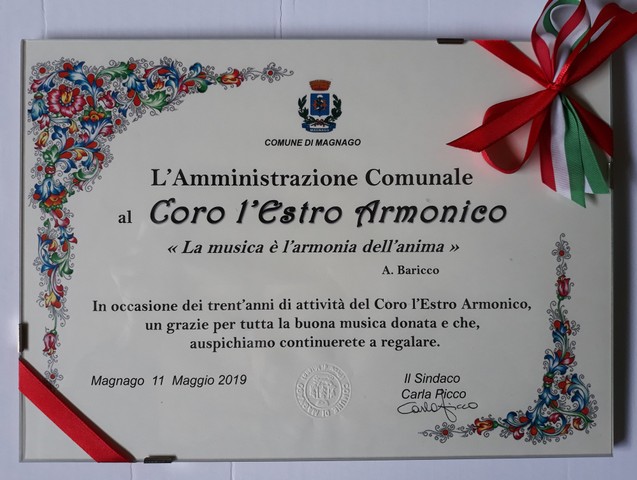 COMUNE DI MAGNAGO
L'Amministrazione Comunale
al Coro l'Estro Armonico
« La musica è l'armonia dell'anima »
A. Baricco
In occasione dei trent'anni di attività del Coro l'Estro Armonico,
un grazie per tutta la buona musica donata e che,
auspichiamo continuerete a regalare.
Magnago 11 Maggio 2019
Il Sindaco
Carla Picco
Carla Picco